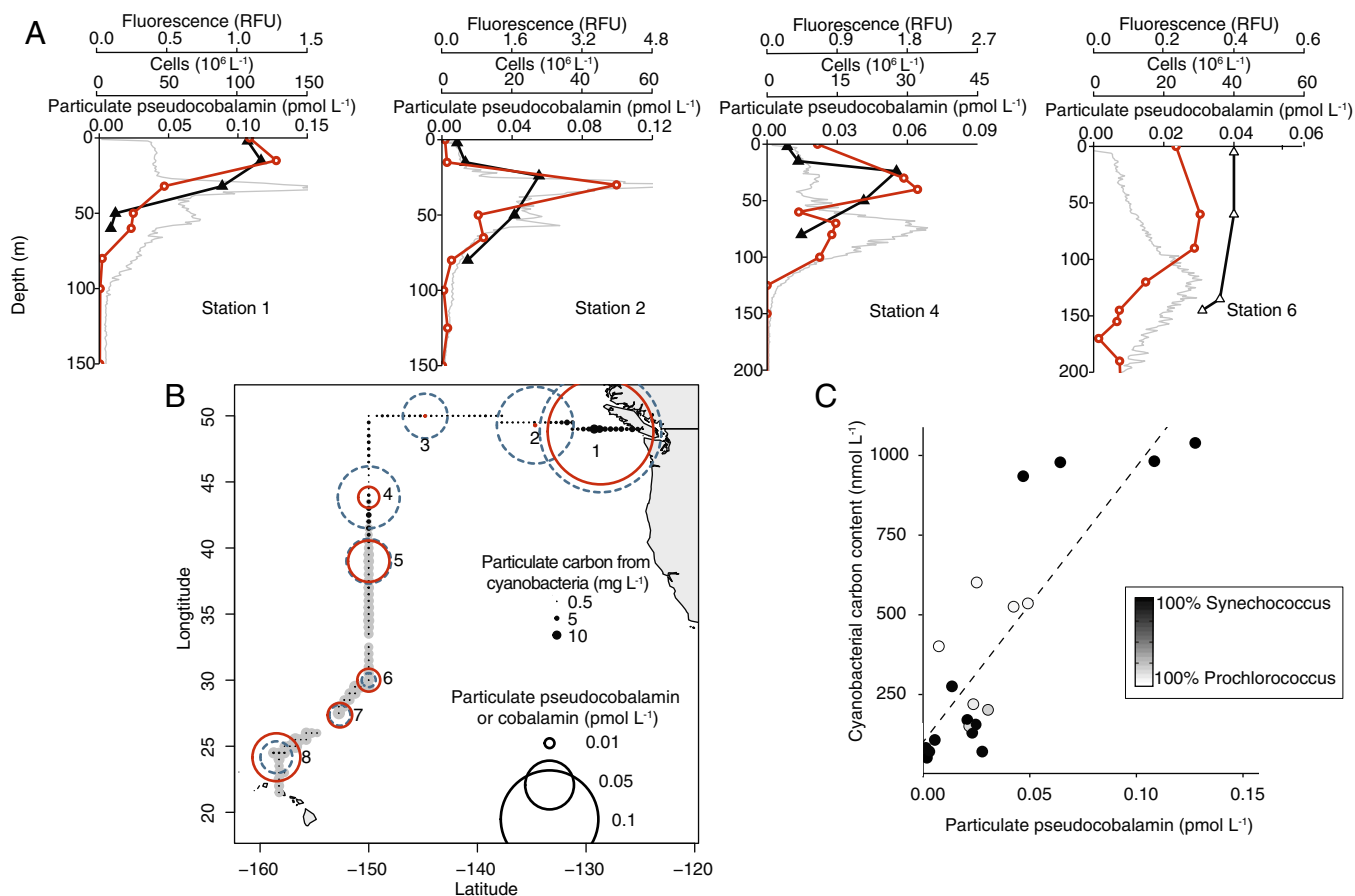 A
Fluorescence (RFU)
0.0 0.5 1 1.5
Cells (10⁶ L⁻¹)
0 50 100 150
Particulate pseudocobalamin (pmol L⁻¹)
0.00 0.05 0.10 0.15
0
50
100
150
Depth (m)
Station 1
Fluorescence (RFU)
0.0 1.6 3.2 4.8
Cells (10⁶ L⁻¹)
0 20 40 60
Particulate pseudocobalamin (pmol L⁻¹)
0.00 0.04 0.08 0.12
0
50
100
150
Station 2
Fluorescence (RFU)
0.0 0.9 1.8 2.7
Cells (10⁶ L⁻¹)
0 15 30 45
Particulate pseudocobalamin (pmol L⁻¹)
0.00 0.03 0.06 0.09
0
50
100
150
200
Station 4
Fluorescence (RFU)
0.0 0.2 0.4 0.6
Cells (10⁶ L⁻¹)
0 20 40 60
Particulate pseudocobalamin (pmol L⁻¹)
0.00 0.02 0.04 0.06
0
50
100
150
200
Station 6
B
Longtitude
50
45
40
35
30
25
20
1
2
3
4
5
6
7
8
Particulate carbon from
cyanobacteria (mg L⁻¹)
0.5
5
10
Particulate pseudocobalamin
or cobalamin (pmol L⁻¹)
0.01
0.05
0.1
−160 −150 −140 −130 −120
Latitude
C
Cyanobacterial carbon content (nmol L⁻¹)
1000
750
500
250
100% Synechococcus
100% Prochlorococcus
0.00 0.05 0.10 0.15
Particulate pseudocobalamin (pmol L⁻¹)